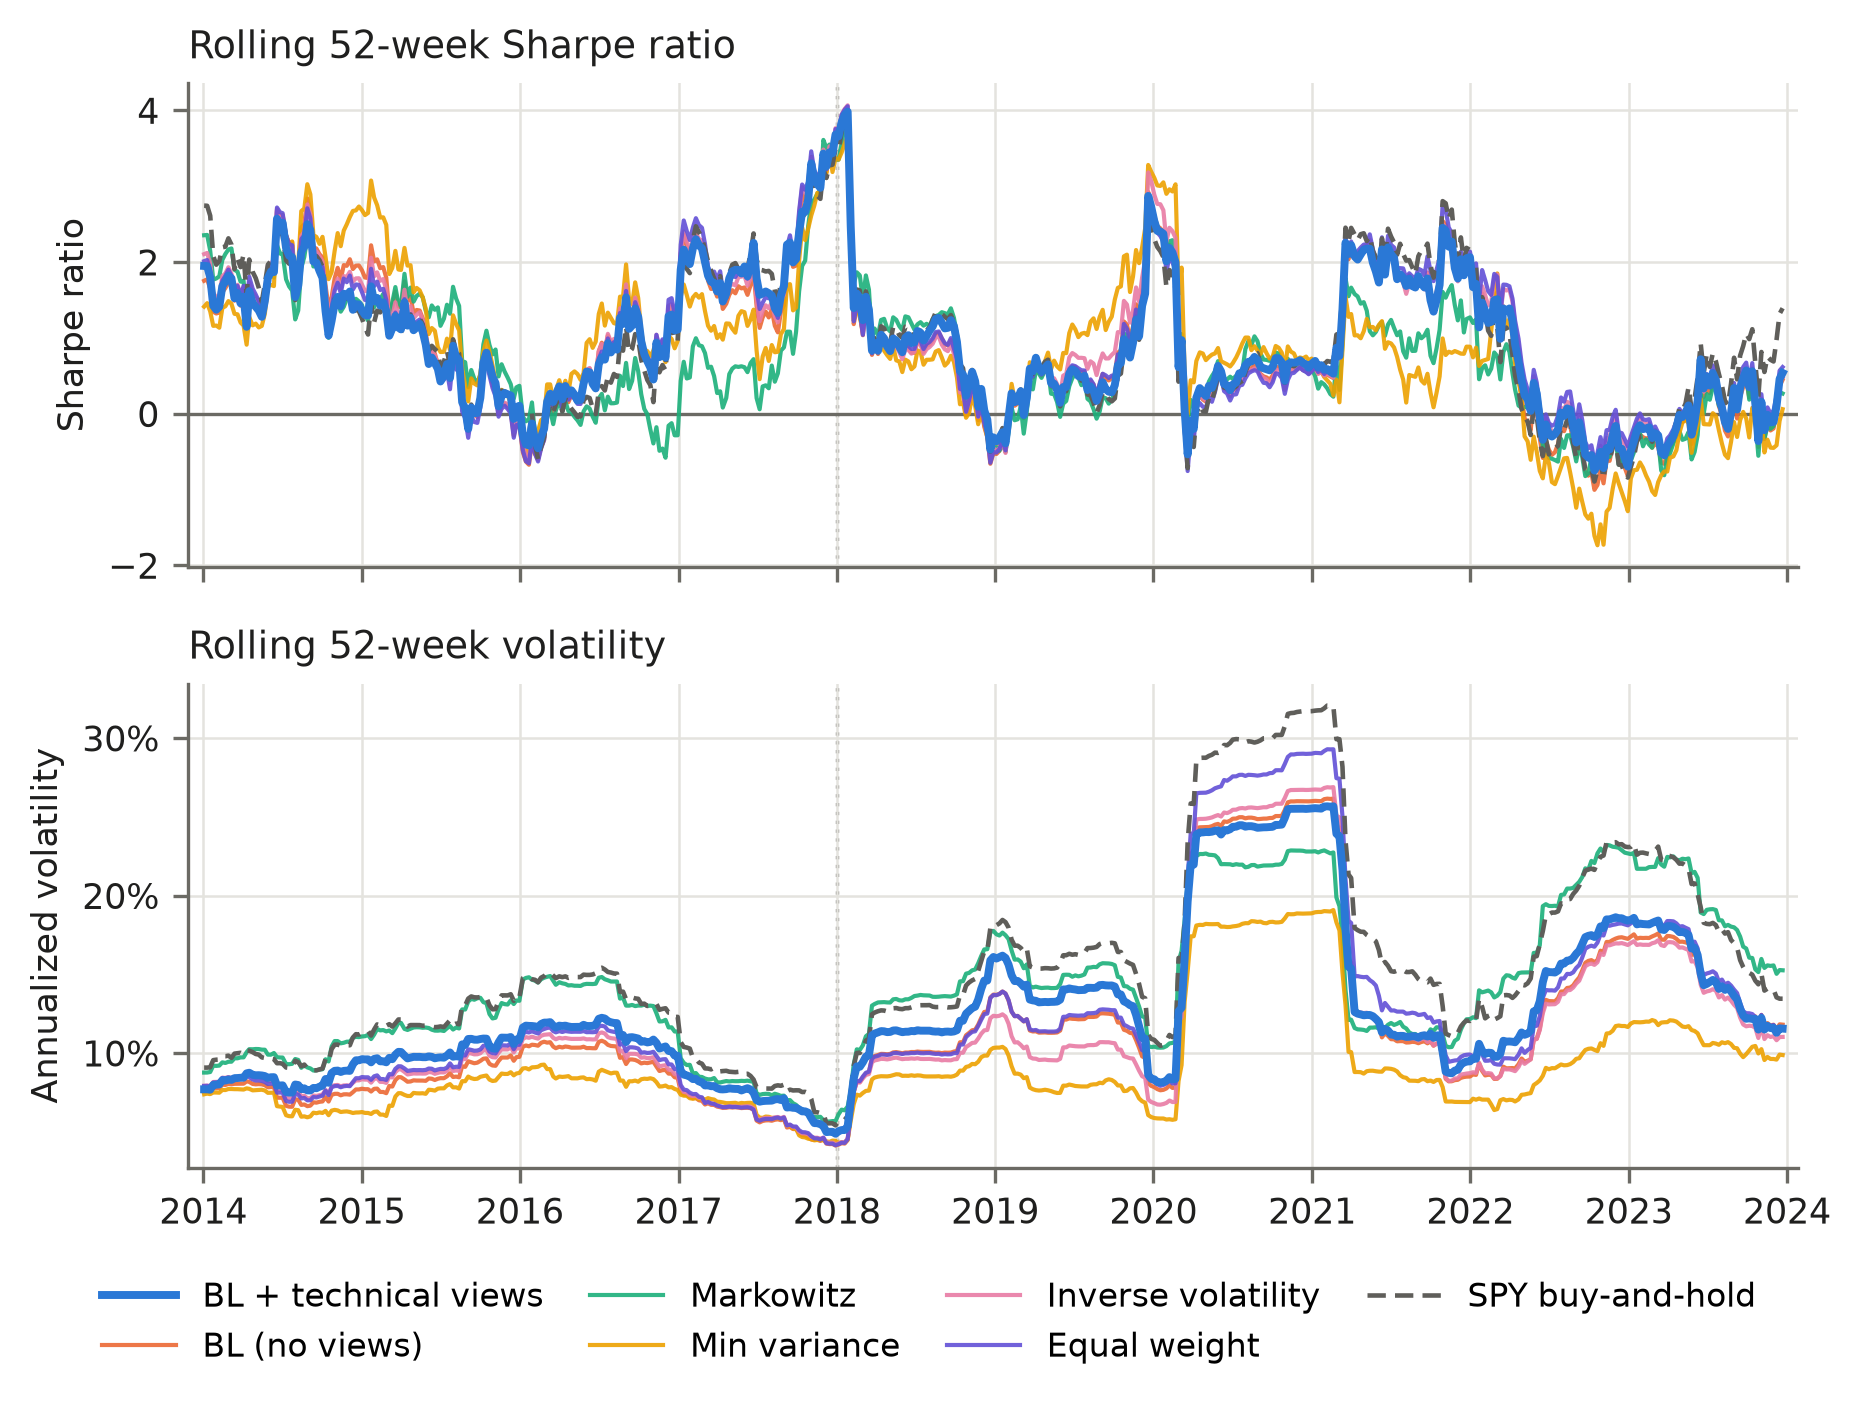 Rolling 52-week Sharpe ratio
4
2
0
−2
Sharpe ratio
Rolling 52-week volatility
30%
20%
10%
Annualized volatility
2014 2015 2016 2017 2018 2019 2020 2021 2022 2023 2024
BL + technical views Markowitz Inverse volatility SPY buy-and-hold
BL (no views) Min variance Equal weight